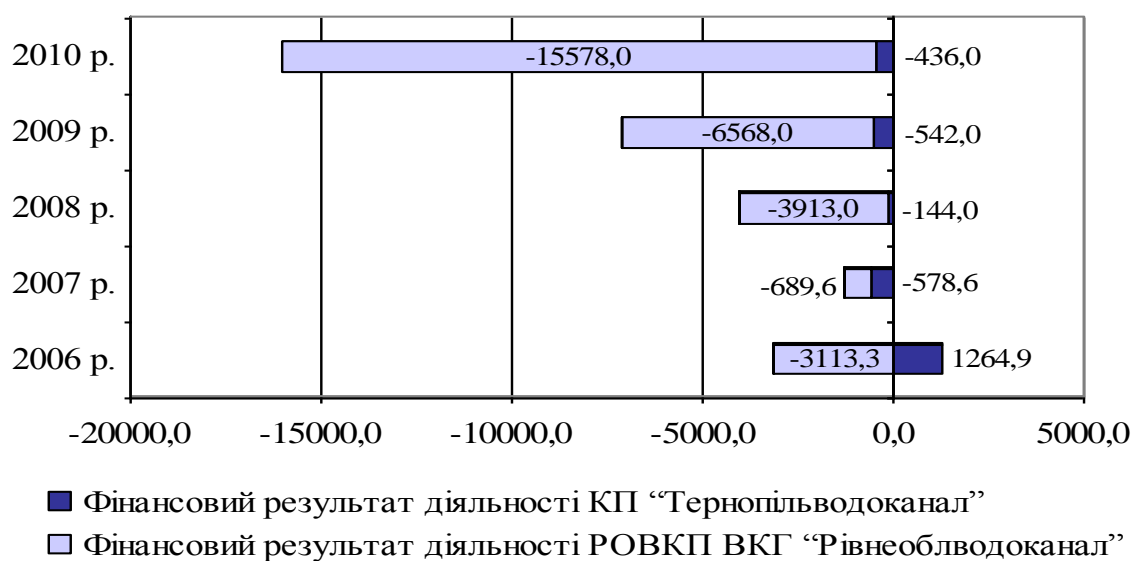 2010 р. -15578,0 -436,0
2009 р. -6568,0 -542,0
2008 р. -3913,0 -144,0
2007 р. -689,6 -578,6
2006 р. -3113,3 1264,9
-20000,0 -15000,0 -10000,0 -5000,0 0,0 5000,0
Фінансовий результат діяльності КП “Тернопільводоканал”
Фінансовий результат діяльності РОВКП ВКГ “Рівнеоблводоканал”